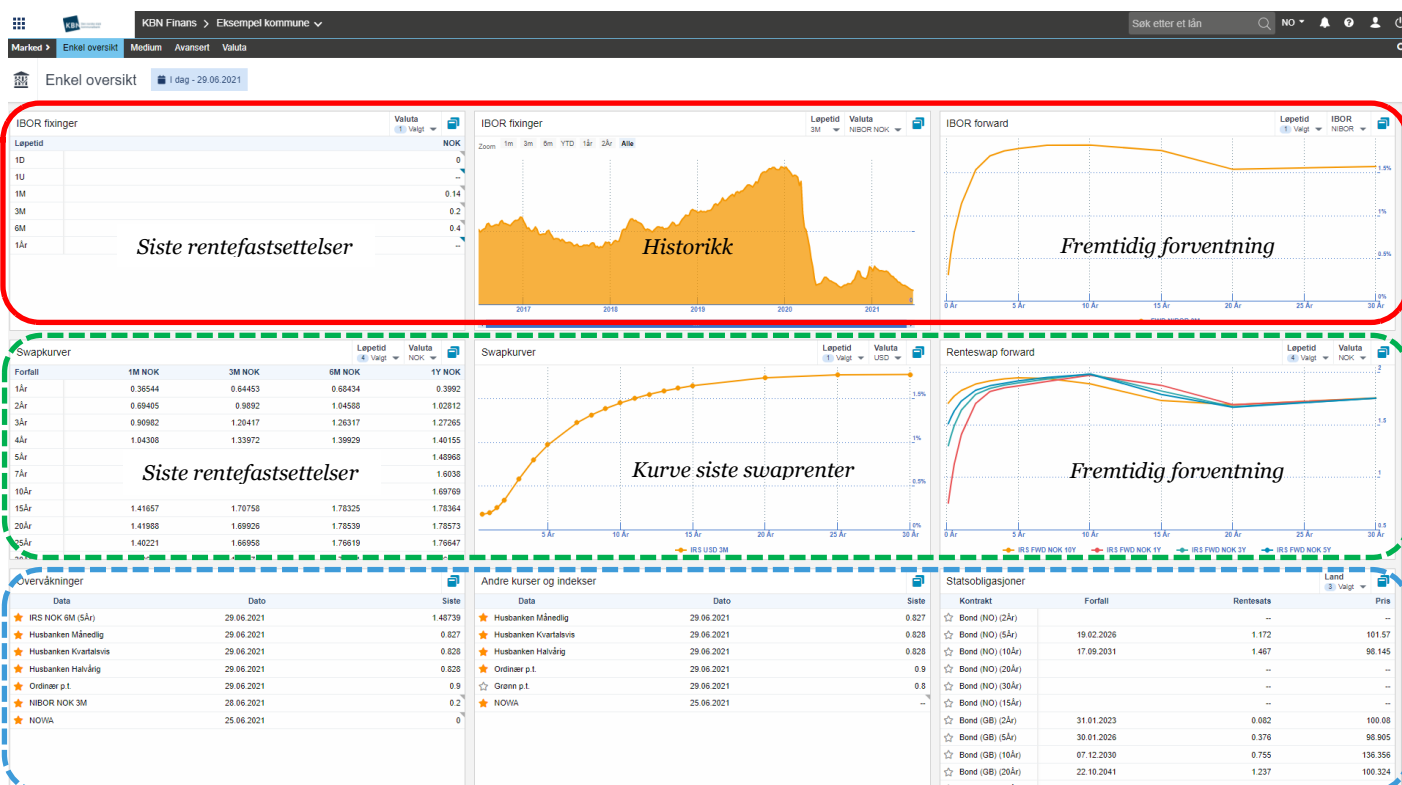 KBN
KBN Finans > Eksempel kommune
Søk etter et lån
NO
Marked > Enkel oversikt Medium Avansert Valuta
Enkel oversikt I dag - 29.06.2021
IBOR fixinger Valuta 1 Valgt
Løpetid NOK
1D 0
1U --
1M 0.14
3M 0.2
6M 0.4
1År --
Siste rentefastsettelser
IBOR fixinger Løpetid 3M Valuta NIBOR NOK
Zoom 1m 3m 6m YTD 1år 2År Alle
Historikk
0
2017 2018 2019 2020 2021
IBOR forward Løpetid 1 Valgt IBOR NIBOR
1.5%
1%
Fremtidig forventning
0.5%
0%
0 År 5 År 10 År 15 År 20 År 25 År 30 År
Swapkurver Løpetid 4 Valgt Valuta NOK
Forfall 1M NOK 3M NOK 6M NOK 1Y NOK
1År 0.36544 0.64453 0.68434 0.3992
2År 0.69405 0.9892 1.04588 1.02812
3År 0.90982 1.20417 1.26317 1.27265
4År 1.04308 1.33972 1.39929 1.40155
5År 1.48968
7År 1.6038
Siste rentefastsettelser
10År 1.69769
15År 1.41657 1.70758 1.78325 1.78364
20År 1.41988 1.69926 1.78539 1.78573
25År 1.40221 1.66958 1.76619 1.76647
Swapkurver Løpetid 1 Valgt Valuta USD
1.5%
1%
Kurve siste swaprenter
0.5%
0%
5 År 10 År 15 År 20 År 25 År 30 År
IRS USD 3M
Renteswap forward Løpetid 4 Valgt Valuta NOK
2
1.5
Fremtidig forventning
1
0.5
0 År 5 År 10 År 15 År 20 År 25 År 30 År
IRS FWD NOK 10Y IRS FWD NOK 1Y IRS FWD NOK 3Y IRS FWD NOK 5Y
Overvåkninger
Data Dato Siste
IRS NOK 6M (5År) 29.06.2021 1.48739
Husbanken Månedlig 29.06.2021 0.827
Husbanken Kvartalsvis 29.06.2021 0.828
Husbanken Halvårig 29.06.2021 0.828
Ordinær p.t. 29.06.2021 0.9
NIBOR NOK 3M 28.06.2021 0.2
NOWA 25.06.2021 0
Andre kurser og indekser
Data Dato Siste
Husbanken Månedlig 29.06.2021 0.827
Husbanken Kvartalsvis 29.06.2021 0.828
Husbanken Halvårig 29.06.2021 0.828
Ordinær p.t. 29.06.2021 0.9
Grønn p.t. 29.06.2021 0.8
NOWA 25.06.2021 --
Statsobligasjoner Land 3 Valgt
Kontrakt Forfall Rentesats Pris
Bond (NO) (2År) -- --
Bond (NO) (5År) 19.02.2026 1.172 101.57
Bond (NO) (10År) 17.09.2031 1.467 98.145
Bond (NO) (20År) -- --
Bond (NO) (30År) -- --
Bond (NO) (15År) -- --
Bond (GB) (2År) 31.01.2023 0.082 100.08
Bond (GB) (5År) 30.01.2026 0.376 98.905
Bond (GB) (10År) 07.12.2030 0.755 136.356
Bond (GB) (20År) 22.10.2041 1.237 100.324